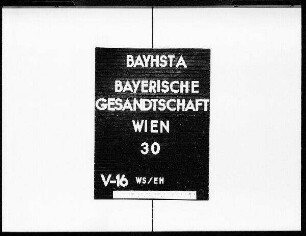 BAYHSTA
BAYERISCHE
GESANDTSCHAFT
WIEN
30
V-16 WS/EH